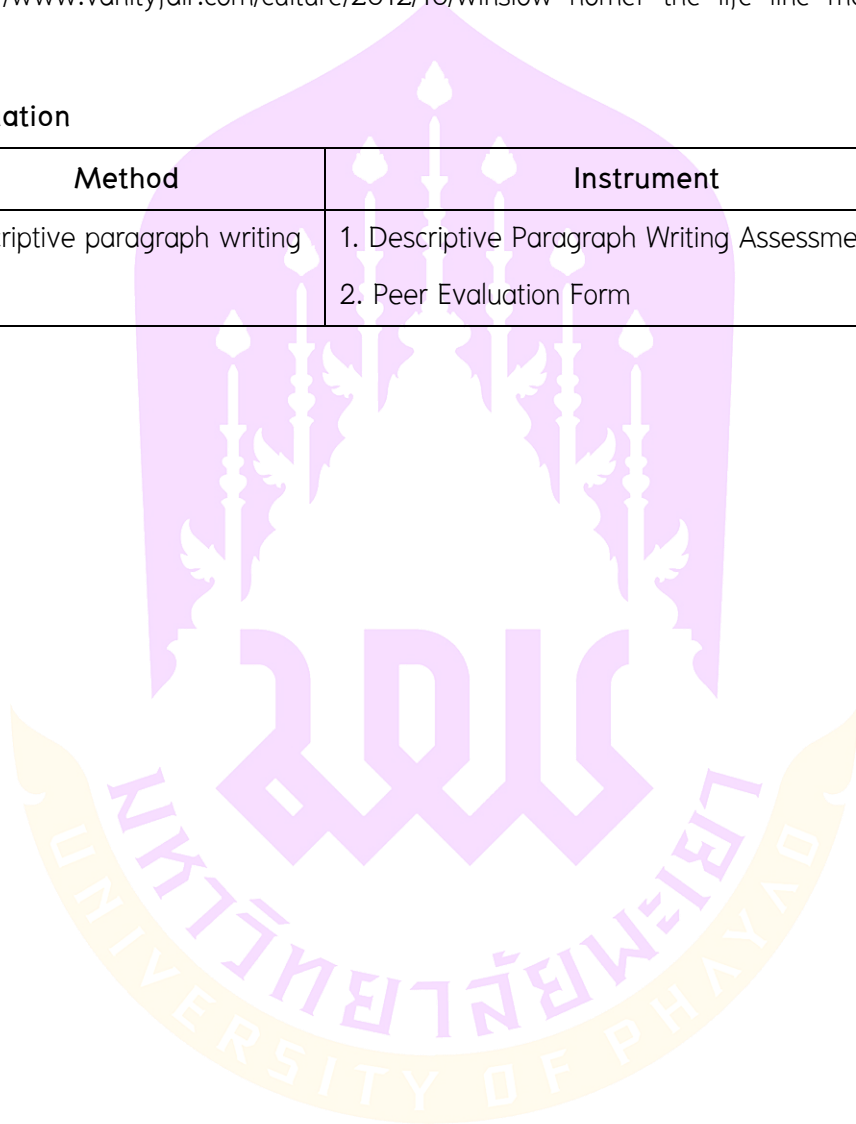 /www.vanityfair.com/culture/2012/10/winslow-homer-the-life-line-
ation
Method Instrument
riptive paragraph writing 1. Descriptive Paragraph Writing
2. Peer Evaluation Form
มหาวิทยาลัยพะเยา
UNIVERSITY OF PHAYAO